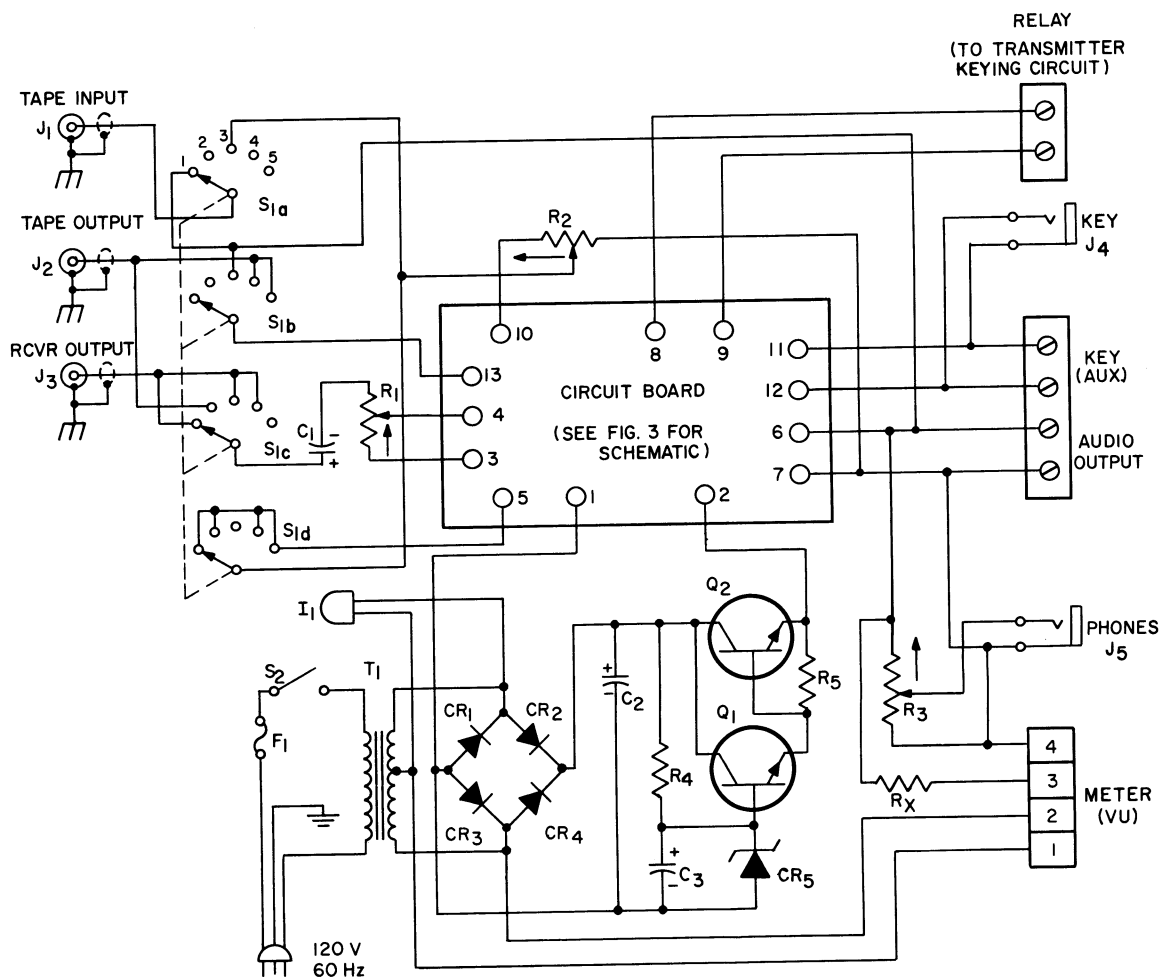 RELAY
(TO TRANSMITTER
KEYING CIRCUIT)
TAPE INPUT
J1
1
2
3
4
5
S1a
TAPE OUTPUT
J2
R2
KEY
J4
S1b
RCVR OUTPUT
J3
10
8
9
11
KEY
(AUX.)
13
12
CIRCUIT BOARD
R1
4
6
(SEE FIG. 3 FOR
SCHEMATIC)
AUDIO
OUTPUT
C1
-
+
S1c
3
7
5
1
2
S1d
I1
Q2
PHONES
J5
S2
T1
+
-
C2
R5
R3
CR1
CR2
Q1
F1
R4
4
3
2
1
RX
METER
(VU)
CR3
CR4
+
-
C3
CR5
120 V
60 Hz